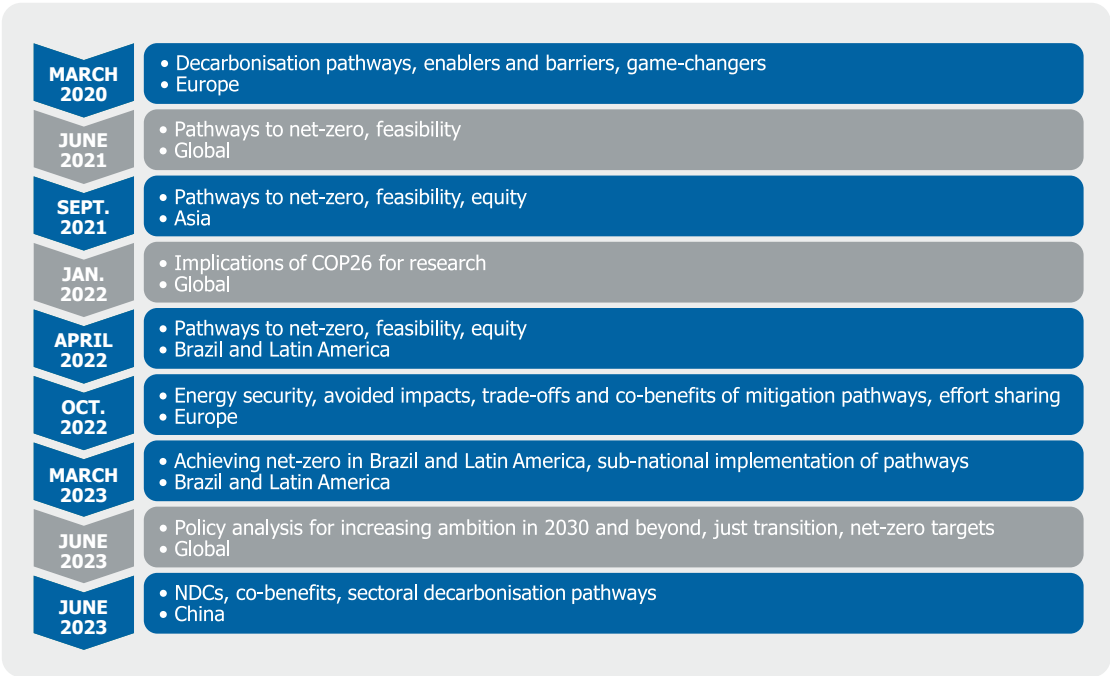 MARCH
2020
• Decarbonisation pathways, enablers and barriers, game-changers
• Europe
JUNE
2021
• Pathways to net-zero, feasibility
• Global
SEPT.
2021
• Pathways to net-zero, feasibility, equity
• Asia
JAN.
2022
• Implications of COP26 for research
• Global
APRIL
2022
• Pathways to net-zero, feasibility, equity
• Brazil and Latin America
OCT.
2022
• Energy security, avoided impacts, trade-offs and co-benefits of mitigation pathways, effort sharing
• Europe
MARCH
2023
• Achieving net-zero in Brazil and Latin America, sub-national implementation of pathways
• Brazil and Latin America
JUNE
2023
• Policy analysis for increasing ambition in 2030 and beyond, just transition, net-zero targets
• Global
JUNE
2023
• NDCs, co-benefits, sectoral decarbonisation pathways
• China